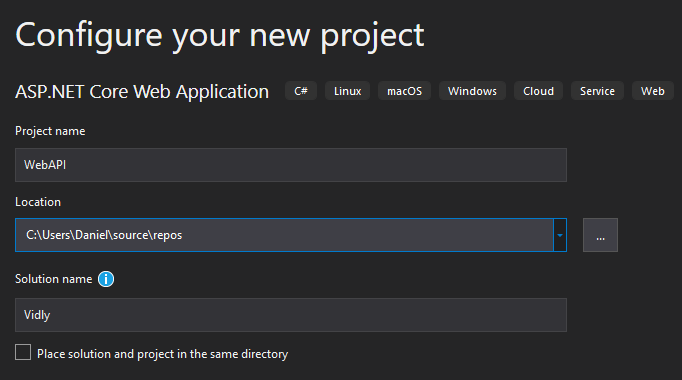 Configure your new project
ASP.NET Core Web Application C# Linux macOS Windows Cloud Service Web
Project name
WebAPI
Location
C:\Users\Daniel\source\repos
...
Solution name
Vidly
Place solution and project in the same directory